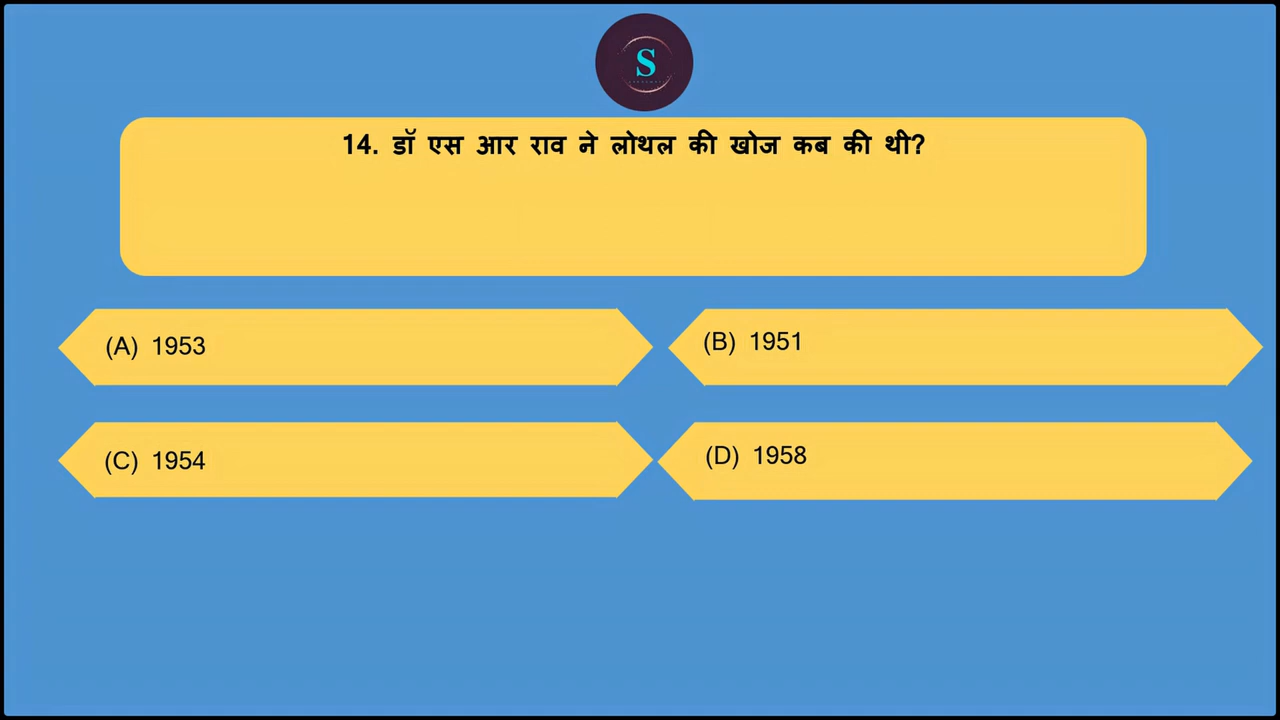 S
14. डॉ एस आर राव ने लोथल की खोज कब की थी?
(A) 1953
(B) 1951
(C) 1954
(D) 1958